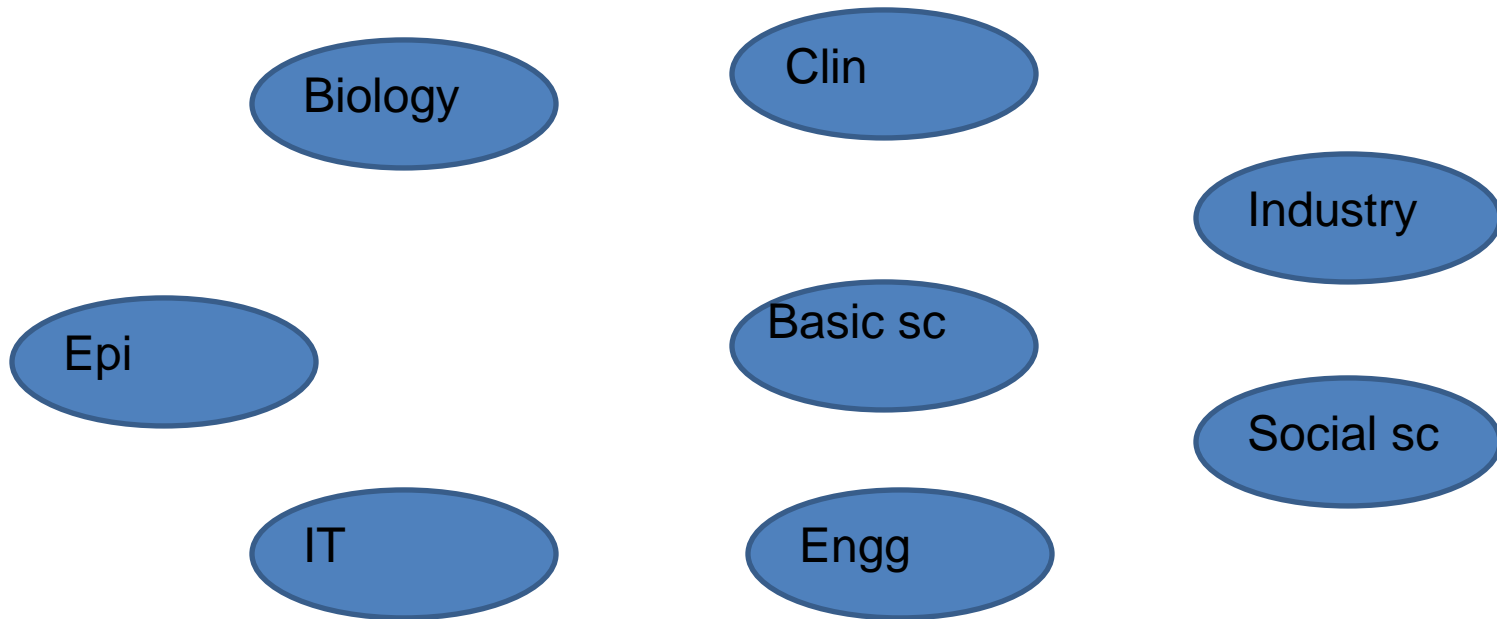 Biology
Clin
Industry
Epi
Basic sc
Social sc
IT
Engg